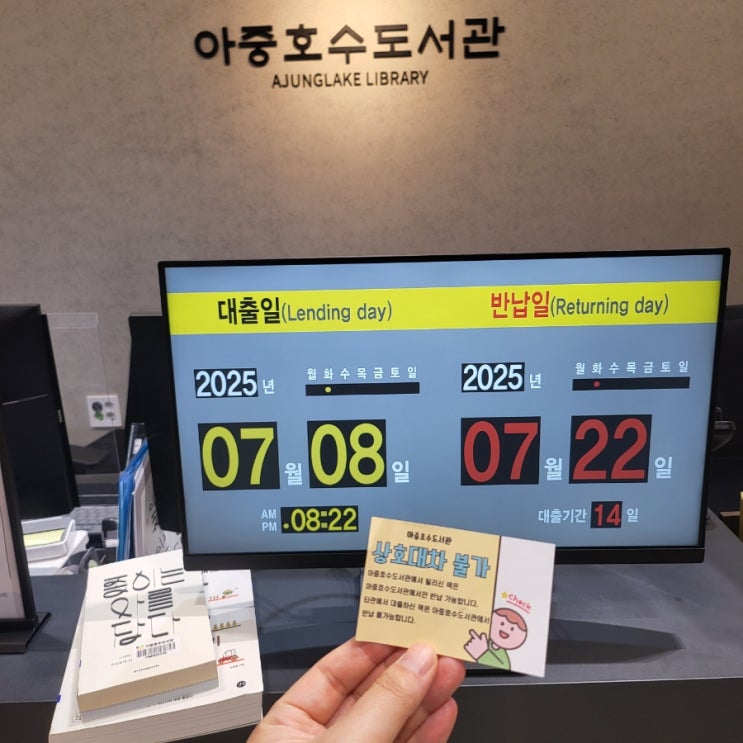 아중호수도서관
AJUNGLAKE LIBRARY
대출일(Lending day)
반납일(Returning day)
2025년
월 화 수 목 금 토 일
07월 08일
AM
PM
08:22
2025년
월 화 수 목 금 토 일
07월 22일
대출기간 14 일
아중호수도서관
상호대차 불가
아중호수도서관에서 빌리신 책은
아중호수도서관에서만 반납 가능합니다.
타관에서 대출하신 책은 아중호수도서관에서
반납 불가능합니다.
Check